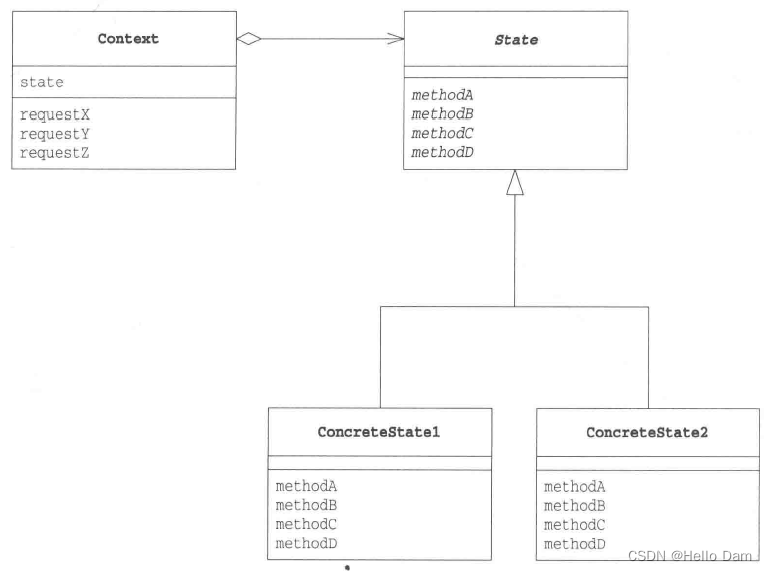 Context
state
requestX
requestY
requestZ
State
methodA
methodB
methodC
methodD
ConcreteState1
methodA
methodB
methodC
methodD
ConcreteState2
methodA
methodB
methodC
methodD
CSDN @Hello Dam